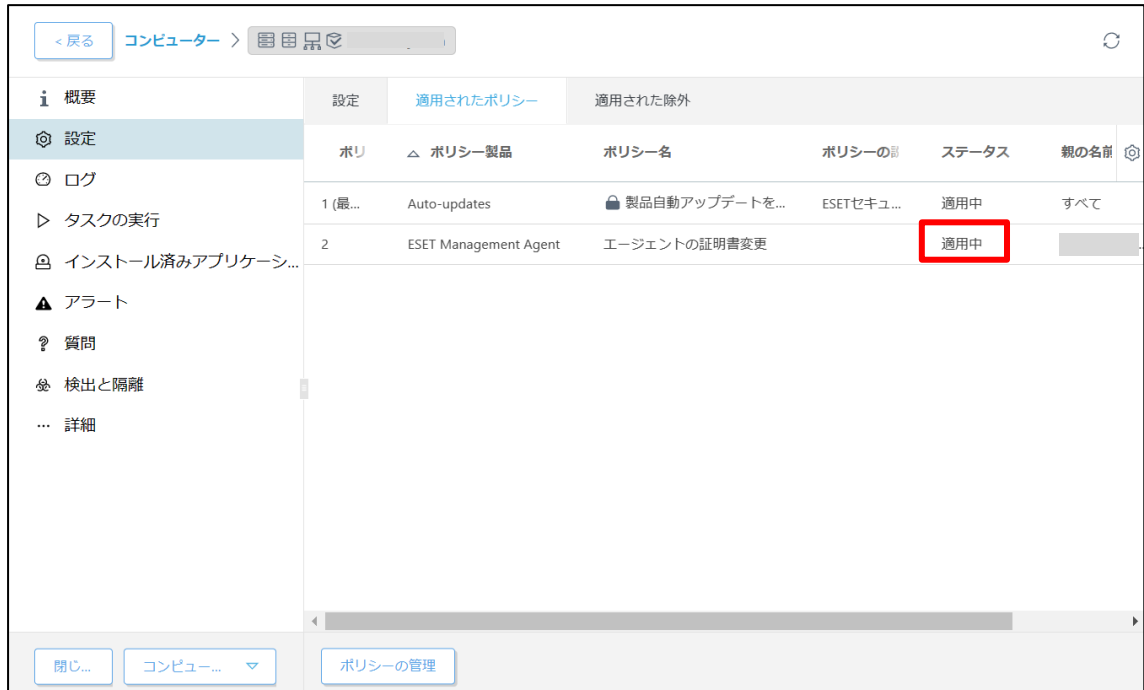 < 戻る コンピューター >
概要
設定
ログ
タスクの実行
インストール済みアプリケーシ...
アラート
質問
検出と隔離
詳細
閉じ... コンピュー...
設定 適用されたポリシー 適用された除外
ポリ ポリシー製品 ポリシー名 ポリシーの ステータス 親の名前
1 (最... Auto-updates 製品自動アップデートを... ESETセキュ... 適用中 すべて
2 ESET Management Agent エージェントの証明書変更 適用中
ポリシーの管理